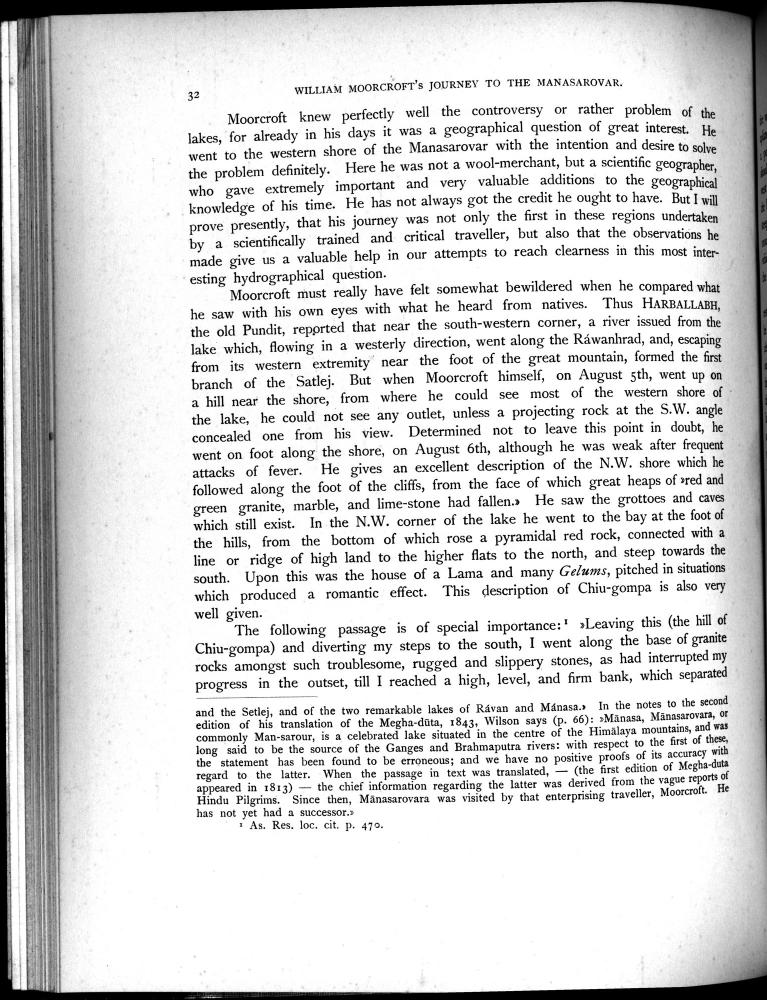 32
WILLIAM MOORCROFT'S JOURNEY TO THE MANASAROVAR.
Moorcroft knew perfectly well the controversy or rather problem of the
lakes, for already in his days it was a geographical question of great interest. He
went to the western shore of the Manasarovar with the intention and desire to solve
the problem definitely. Here he was not a wool-merchant, but a scientific geographer,
who gave extremely important and very valuable additions to the geographical
knowledge of his time. He has not always got the credit he ought to have. But I will
prove presently, that his journey was not only the first in these regions undertaken
by a scientifically trained and critical traveller, but also that the observations he
made give us a valuable help in our attempts to reach clearness in this most inter-
esting hydrographical question.
Moorcroft must really have felt somewhat bewildered when he compared what
he saw with his own eyes with what he heard from natives. Thus HARBALLABH,
the old Pundit, reported that near the south-western corner, a river issued from the
lake which, flowing in a westerly direction, went along the Ráwanhrad, and, escaping
from its western extremity near the foot of the great mountain, formed the first
branch of the Satlej. But when Moorcroft himself, on August 5th, went up on
a hill near the shore, from where he could see most of the western shore of
the lake, he could not see any outlet, unless a projecting rock at the S.W. angle
concealed one from his view. Determined not to leave this point in doubt, he
went on foot along the shore, on August 6th, although he was weak after frequent
attacks of fever. He gives an excellent description of the N.W. shore which he
followed along the foot of the cliffs, from the face of which great heaps of »red and
green granite, marble, and lime-stone had fallen.» He saw the grottoes and caves
which still exist. In the N.W. corner of the lake he went to the bay at the foot of
the hills, from the bottom of which rose a pyramidal red rock, connected with a
line or ridge of high land to the higher flats to the north, and steep towards the
south. Upon this was the house of a Lama and many Gelums, pitched in situations
which produced a romantic effect. This description of Chiu-gompa is also very
well given.
The following passage is of special importance:¹ »Leaving this (the hill of
Chiu-gompa) and diverting my steps to the south, I went along the base of granite
rocks amongst such troublesome, rugged and slippery stones, as had interrupted my
progress in the outset, till I reached a high, level, and firm bank, which separated
and the Setlej, and of the two remarkable lakes of Rávan and Mánasa.» In the notes to the second
edition of his translation of the Megha-dūta, 1843, Wilson says (p. 66): »Mānasa, Mānasarovara, or
commonly Man-sarour, is a celebrated lake situated in the centre of the Himālaya mountains, and was
long said to be the source of the Ganges and Brahmaputra rivers: with respect to the first of these,
the statement has been found to be erroneous; and we have no positive proofs of its accuracy with
regard to the latter. When the passage in text was translated, — (the first edition of Megha-duta
appeared in 1813) — the chief information regarding the latter was derived from the vague reports of
Hindu Pilgrims. Since then, Mānasarovara was visited by that enterprising traveller, Moorcroft. He
has not yet had a successor.»
¹ As. Res. loc. cit. p. 470.